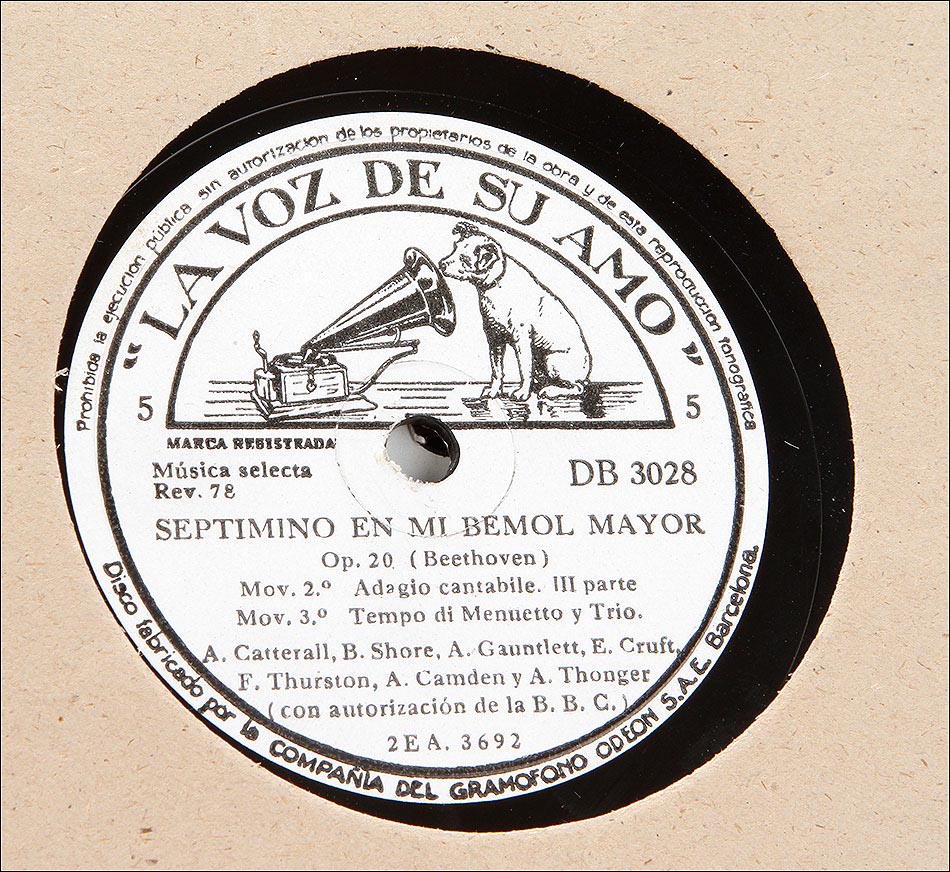 Prohibida la ejecución pública sin autorización de los propietarios de la obra y de esta reproducción fonográfica
"LA VOZ DE SU AMO"
5 5
MARCA REGISTRADA
Música selecta
Rev. 78
DB 3028
SEPTIMINO EN MI BEMOL MAYOR
Op. 20 (Beethoven)
Mov. 2.º Adagio cantabile. III parte
Mov. 3.º Tempo di Menuetto y Trio.
A. Catterall, B. Shore, A. Gauntlett, E. Cruft,
F. Thurston, A. Camden y A. Thonger
(con autorización de la B. B. C.)
2EA. 3692
Disco fabricado por la COMPAÑIA DEL GRAMOFONO ODEON S.A.E. Barcelona.